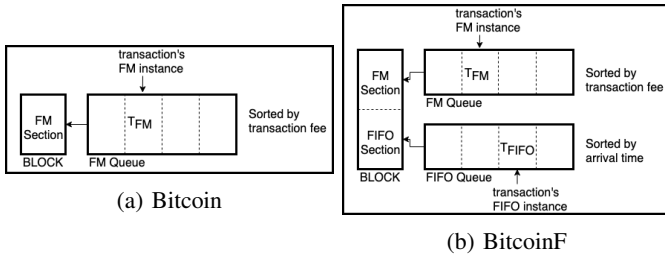 transaction's
FM instance
FM
Section
TFM
Sorted by
transaction fee
BLOCK
FM Queue
(a) Bitcoin
transaction's
FM instance
FM
Section
TFM
Sorted by
transaction fee
FM Queue
FIFO
Section
TFIFO
Sorted by
arrival time
BLOCK
FIFO Queue
transaction's
FIFO instance
(b) BitcoinF